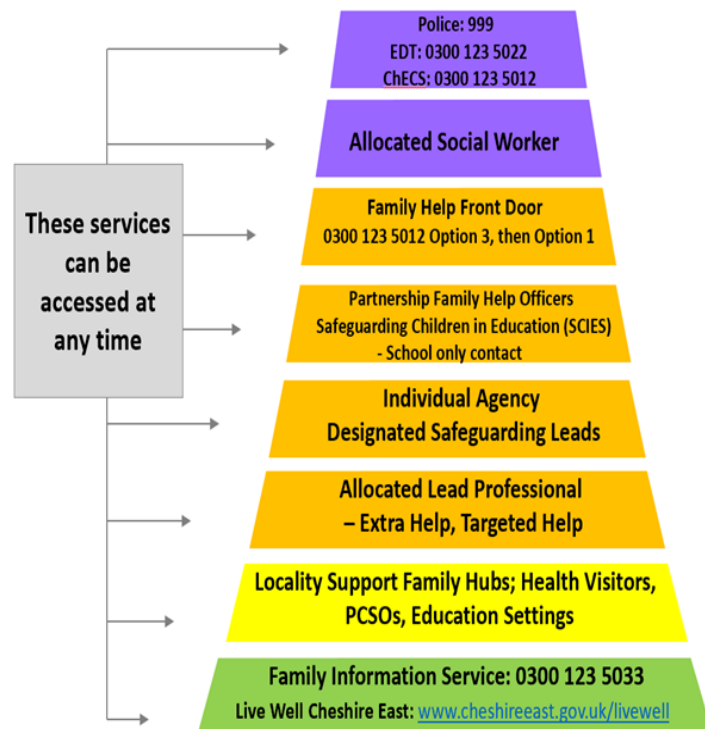 Police: 999
EDT: 0300 123 5022
ChECS: 0300 123 5012
Allocated Social Worker
These services
can be
accessed at
any time
Family Help Front Door
0300 123 5012 Option 3, then Option 1
Partnership Family Help Officers
Safeguarding Children in Education (SCIES)
- School only contact
Individual Agency
Designated Safeguarding Leads
Allocated Lead Professional
– Extra Help, Targeted Help
Locality Support Family Hubs; Health Visitors,
PCSOs, Education Settings
Family Information Service: 0300 123 5033
Live Well Cheshire East: www.cheshireeast.gov.uk/livewell